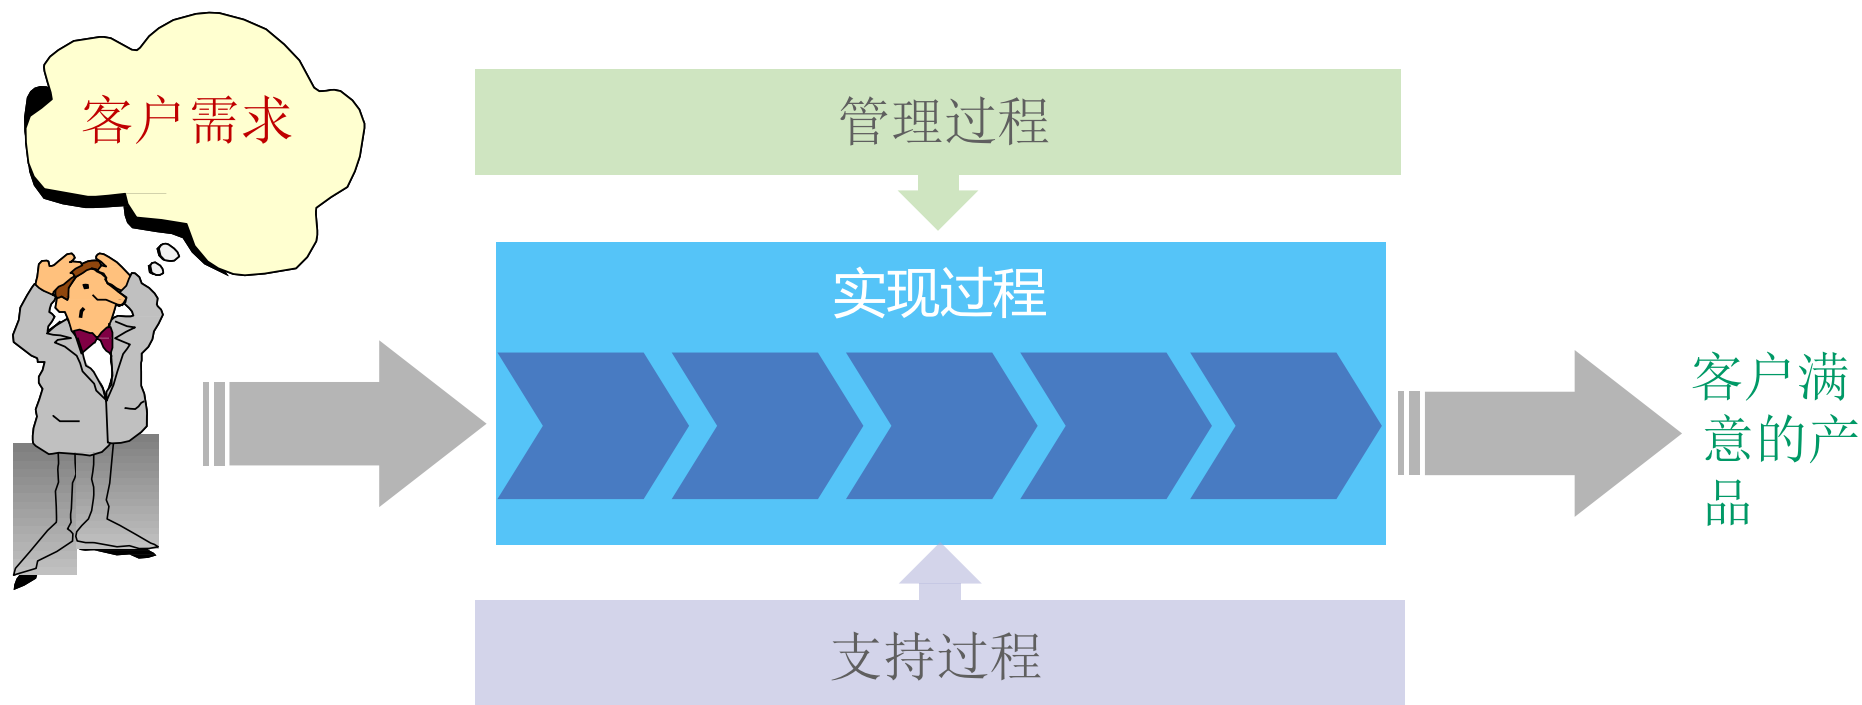 客户需求
管理过程
实现过程
客户满
意的产
品
支持过程